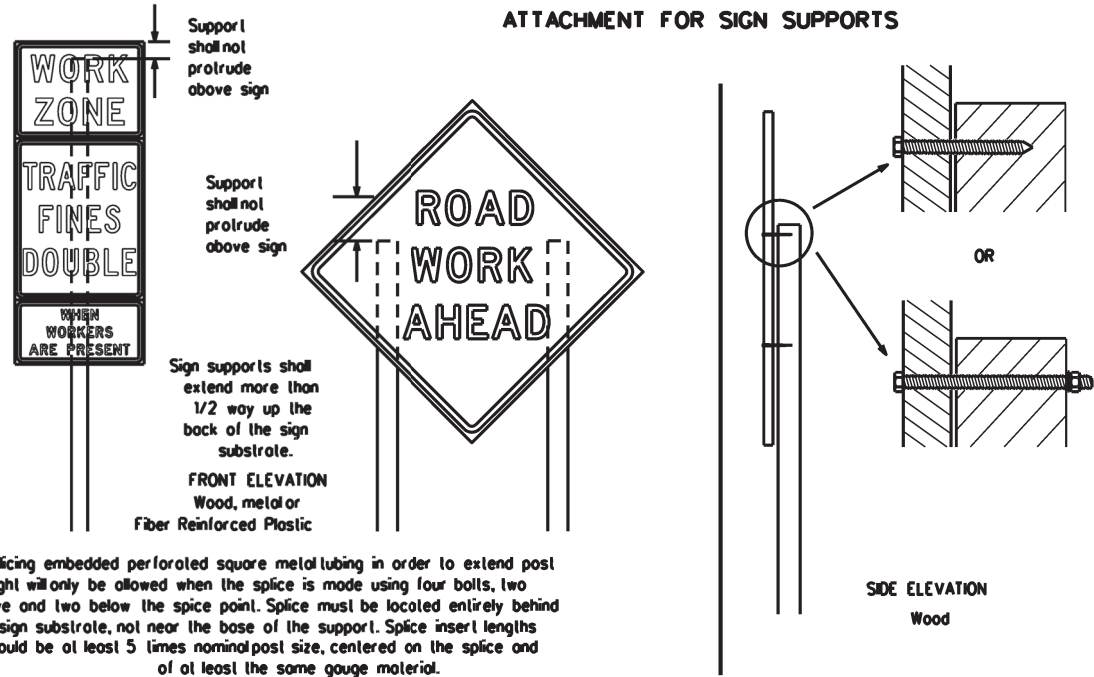 ATTACHMENT FOR SIGN SUPPORTS
Support
shall not
protrude
above sign
WORK
ZONE
TRAFFIC
FINES
DOUBLE
WHEN
WORKERS
ARE PRESENT
Support
shall not
protrude
above sign
ROAD
WORK
AHEAD
Sign supports shall
extend more than
1/2 way up the
back of the sign
substrate.
FRONT ELEVATION
Wood, metal or
Fiber Reinforced Plastic
OR
SIDE ELEVATION
Wood
licing embedded perforated square metal tubing in order to extend post
ght will only be allowed when the splice is made using four bolts, two
ve and two below the spice point. Splice must be located entirely behind
sign substrate, not near the base of the support. Splice insert lengths
ould be at least 5 times nominal post size, centered on the splice and
of at least the same gauge material.